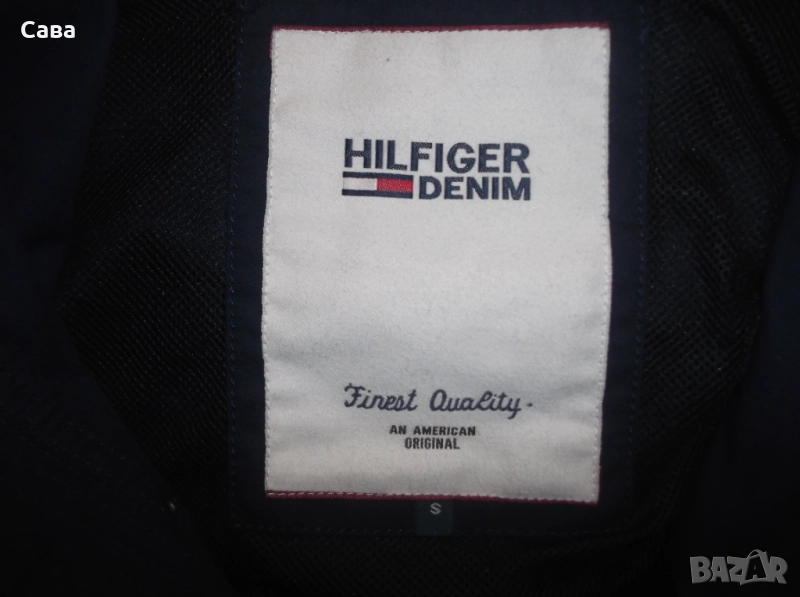 Сава
HILFIGER
DENIM
Finest Quality.
AN AMERICAN
ORIGINAL
S
BAZAR